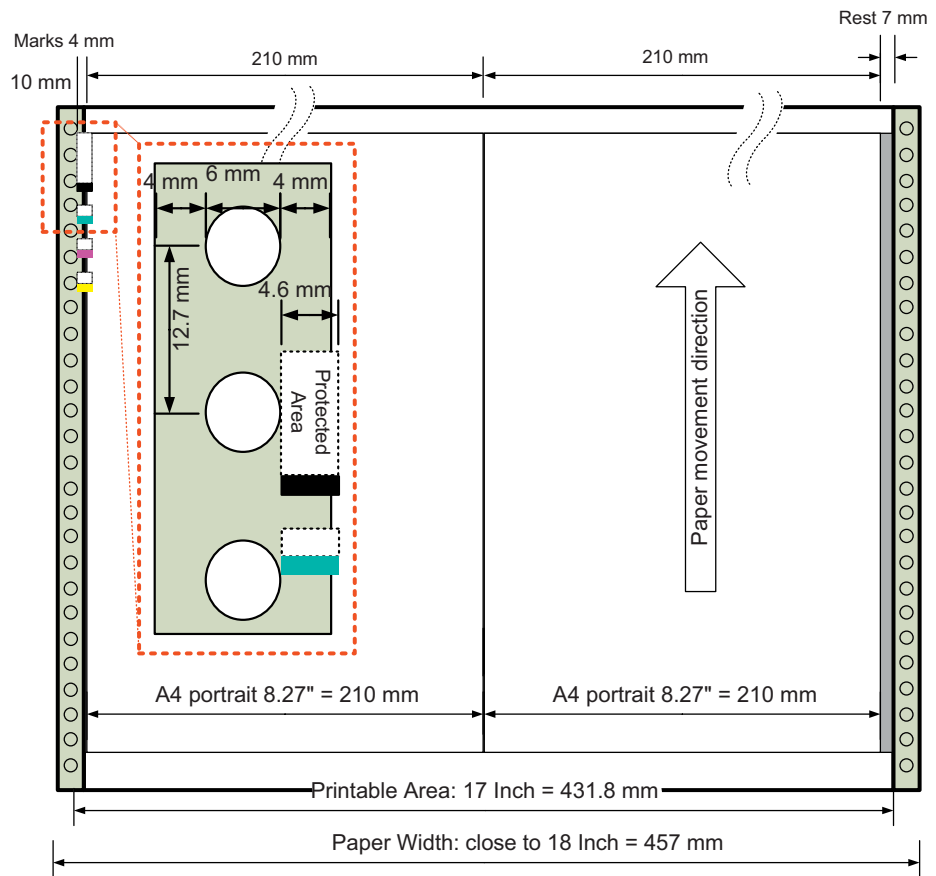 Rest 7 mm
Marks 4 mm
210 mm
210 mm
10 mm
4 mm
6 mm
4 mm
4.6 mm
12.7 mm
Protected
Area
Paper movement direction
A4 portrait 8.27" = 210 mm
A4 portrait 8.27" = 210 mm
Printable Area: 17 Inch = 431.8 mm
Paper Width: close to 18 Inch = 457 mm